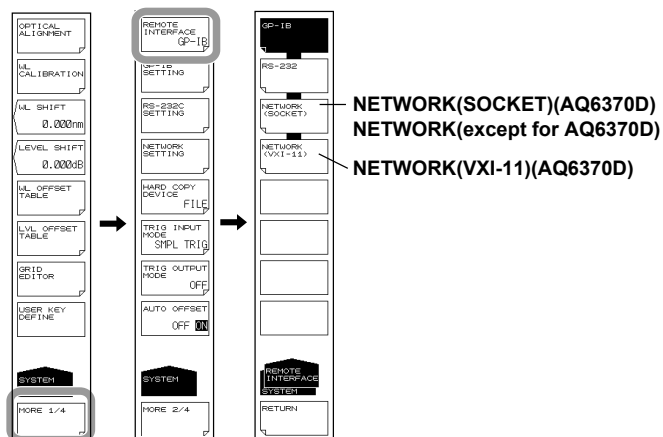 OPTICAL
ALIGNMENT
WL
CALIBRATION
WL SHIFT
0.000nm
LEVEL SHIFT
0.000dB
WL OFFSET
TABLE
LVL OFFSET
TABLE
GRID
EDITOR
USER KEY
DEFINE
SYSTEM
MORE 1/4
REMOTE
INTERFACE
GP-IB
GP-IB
SETTING
RS-232C
SETTING
NETWORK
SETTING
HARD COPY
DEVICE
FILE
TRIG INPUT
MODE
SMPL TRIG
TRIG OUTPUT
MODE
OFF
AUTO OFFSET
OFF ON
SYSTEM
MORE 2/4
GP-IB
RS-232
NETWORK
(SOCKET)
NETWORK
(VXI-11)
REMOTE
INTERFACE
SYSTEM
RETURN
NETWORK(SOCKET)(AQ6370D)
NETWORK(except for AQ6370D)
NETWORK(VXI-11)(AQ6370D)